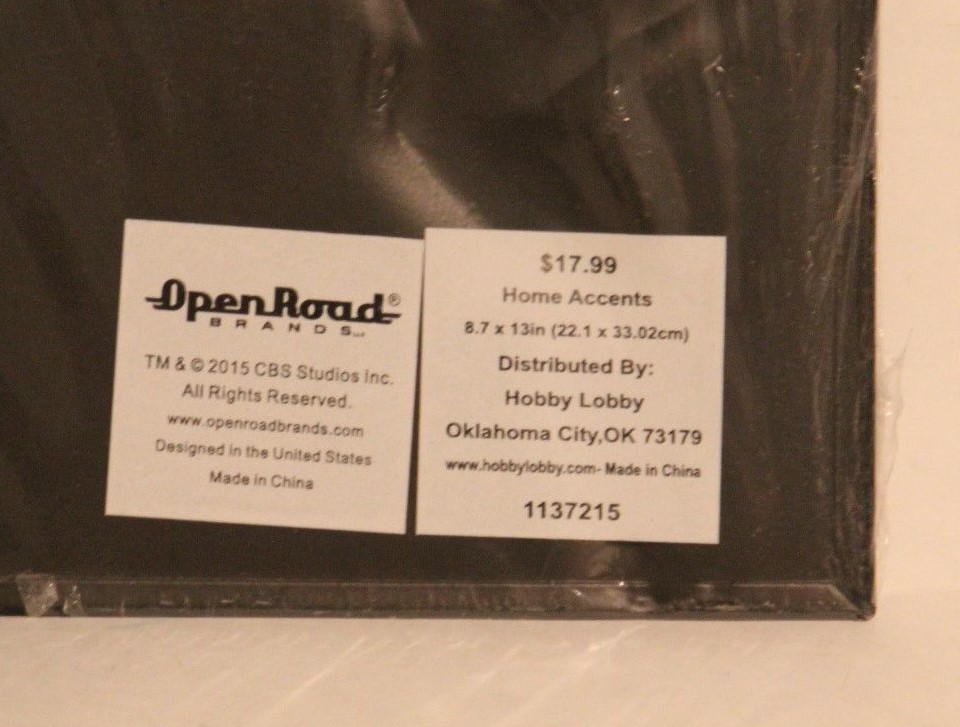 OpenRoad®
BRANDS LLC
TM & © 2015 CBS Studios Inc.
All Rights Reserved.
www.openroadbrands.com
Designed in the United States
Made in China
$17.99
Home Accents
8.7 x 13in (22.1 x 33.02cm)
Distributed By:
Hobby Lobby
Oklahoma City,OK 73179
www.hobbylobby.com- Made in China
1137215